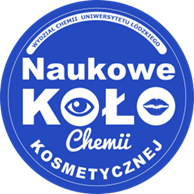 WYDZIAŁ CHEMII UNIWERSYTETU ŁÓDZKIEGO
Naukowe
KOŁO
Chemii
KOSMETYCZNEJ